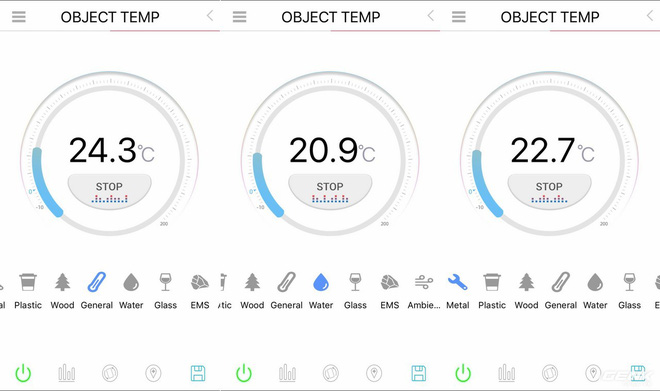 OBJECT TEMP
24.3°C
STOP
0°
-10
200
Plastic Wood General Water Glass EMS
OBJECT TEMP
20.9°C
STOP
0°
-10
200
tic Wood General Water Glass EMS Ambie...
OBJECT TEMP
22.7°C
STOP
0°
-10
200
Metal Plastic Wood General Water Glass E
GENK